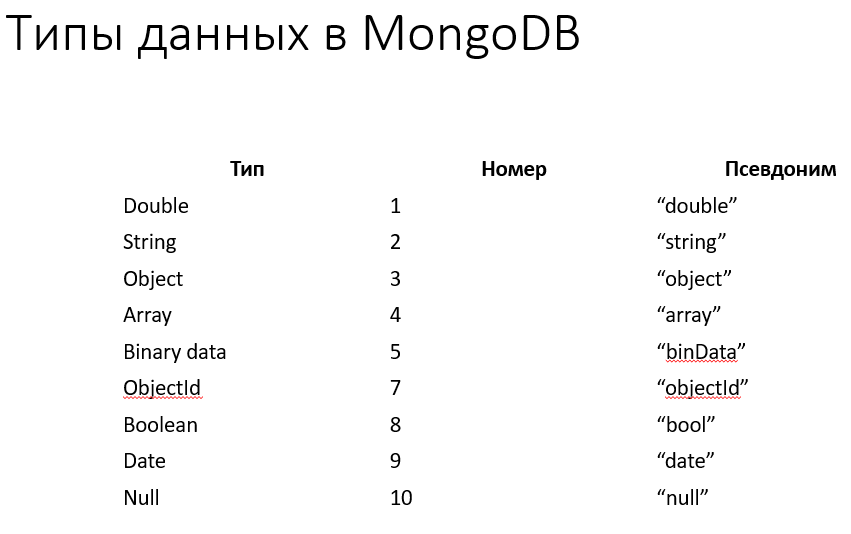 Типы данных в MongoDB
Тип Номер Псевдоним
Double 1 “double”
String 2 “string”
Object 3 “object”
Array 4 “array”
Binary data 5 “binData”
ObjectId 7 “objectId”
Boolean 8 “bool”
Date 9 “date”
Null 10 “null”